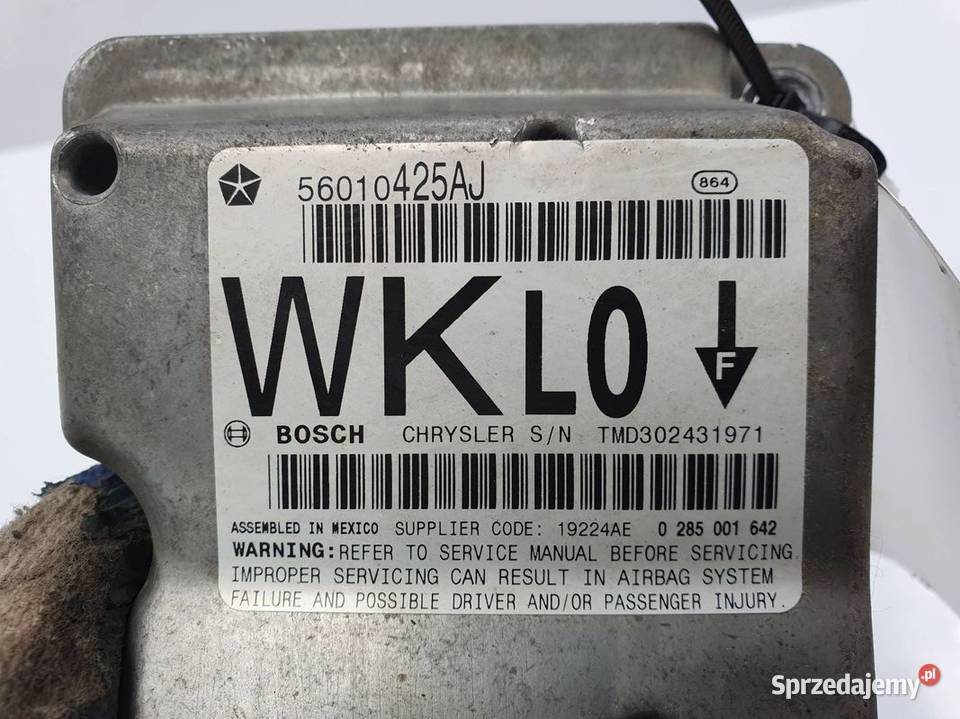 56010425AJ
864
WKL0
F
BOSCH CHRYSLER S/N TMD302431971
ASSEMBLED IN MEXICO SUPPLIER CODE: 19224AE 0 285 001 642
WARNING: REFER TO SERVICE MANUAL BEFORE SERVICING
IMPROPER SERVICING CAN RESULT IN AIRBAG SYSTEM
FAILURE AND POSSIBLE DRIVER AND/OR PASSENGER INJURY.
Sprzedajemy.pl